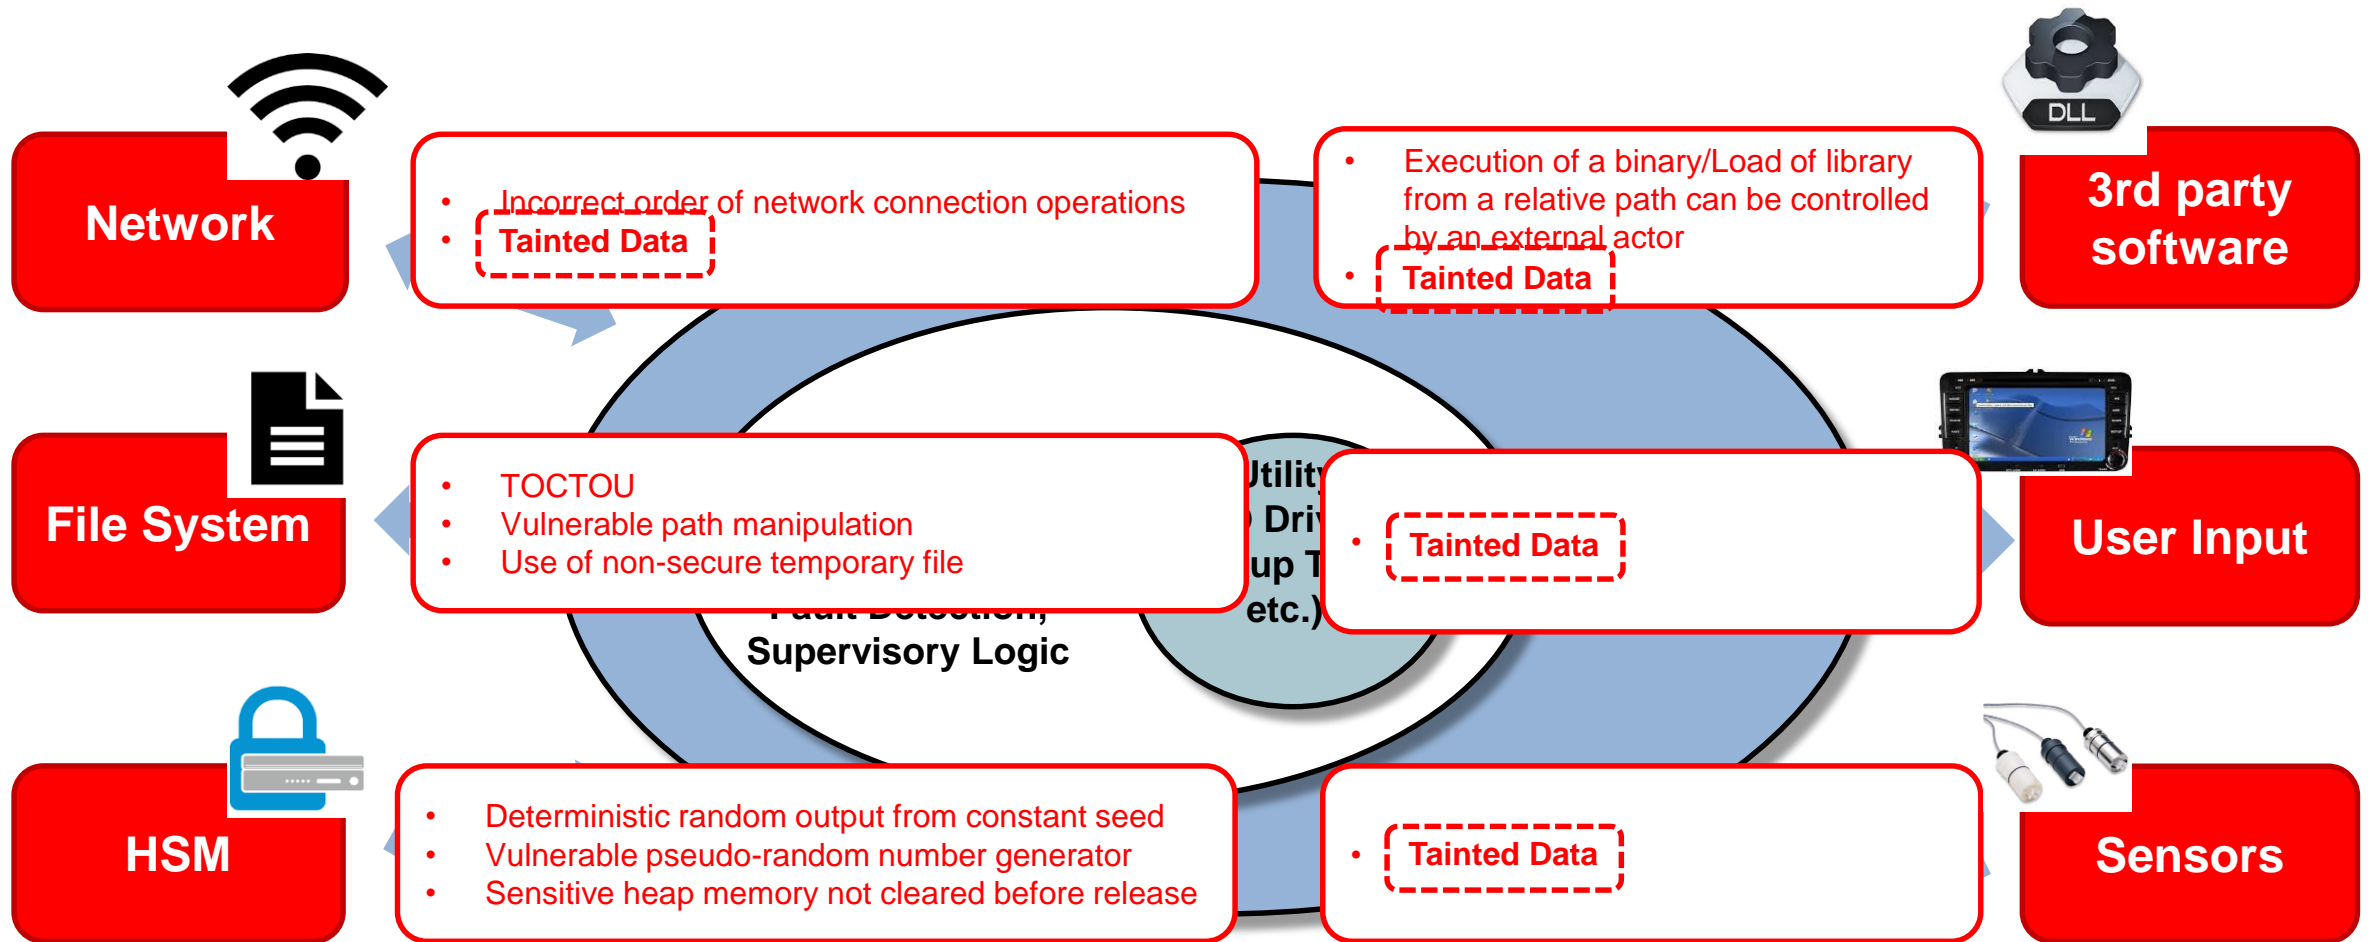 DLL
Network
• Incorrect order of network connection operations
• Tainted Data
• Execution of a binary/Load of library
from a relative path can be controlled
by an external actor
• Tainted Data
3rd party
software
File System
• TOCTOU
• Vulnerable path manipulation
• Use of non-secure temporary file
Utility
up
etc.)
• Tainted Data
User Input
Fault Detection,
Supervisory Logic
HSM
• Deterministic random output from constant seed
• Vulnerable pseudo-random number generator
• Sensitive heap memory not cleared before release
• Tainted Data
Sensors